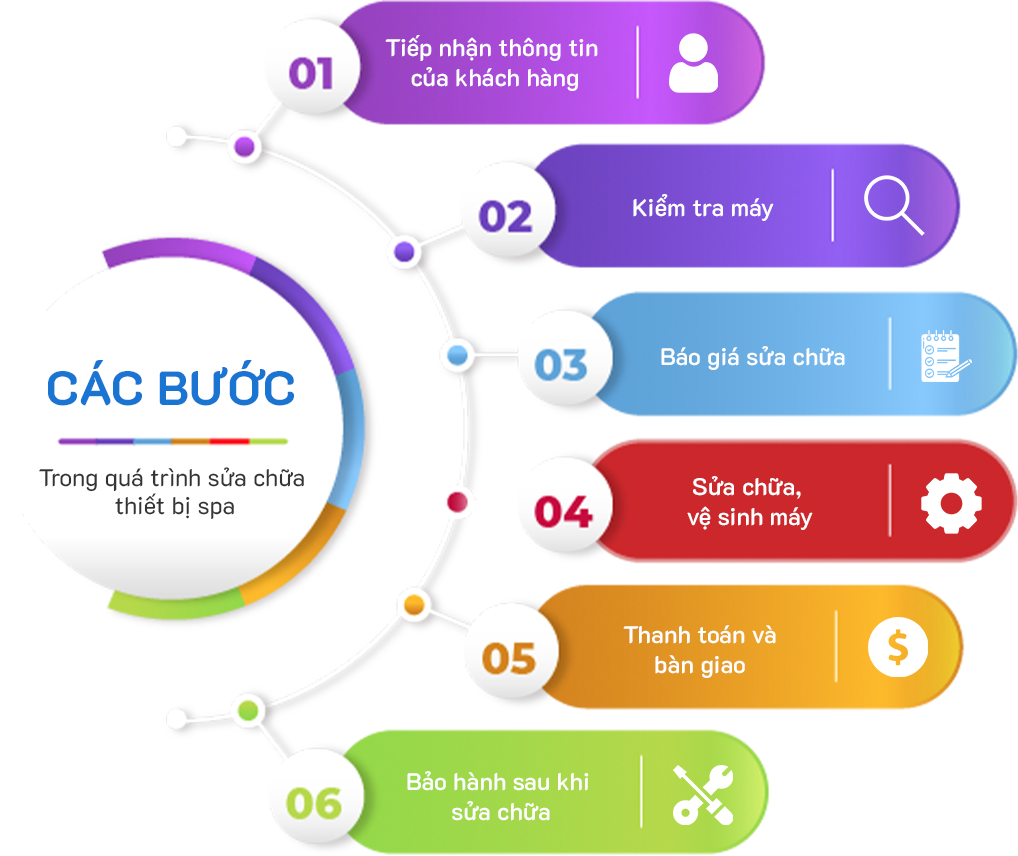 CÁC BƯỚC
Trong quá trình sửa chữa
thiết bị spa
01
Tiếp nhận thông tin
của khách hàng
02
Kiểm tra máy
03
Báo giá sửa chữa
04
Sửa chữa,
vệ sinh máy
05
Thanh toán và
bàn giao
$
06
Bảo hành sau khi
sửa chữa